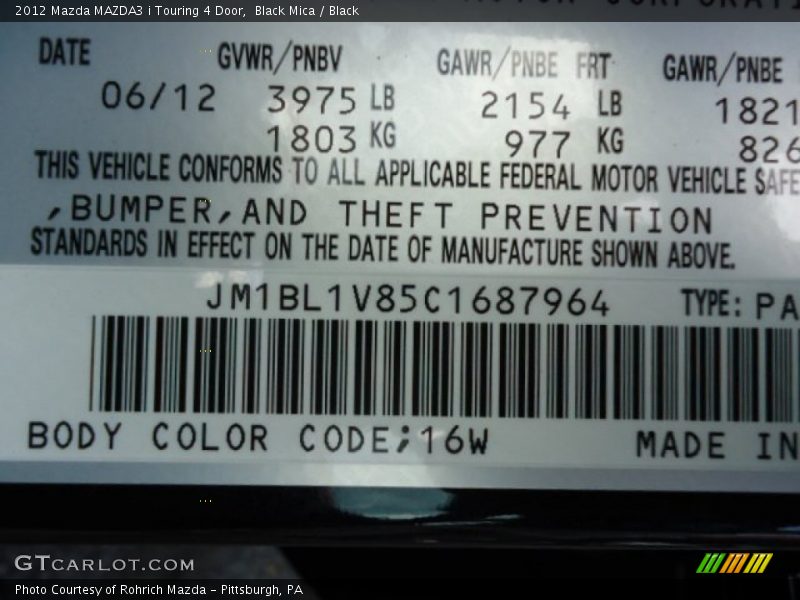 2012 Mazda MAZDA3 i Touring 4 Door,  Black Mica / Black
DATE GVWR/PNBV GAWR/PNBE FRT GAWR/PNBE
06/12 3975 LB 2154 LB 1821
1803 KG 977 KG 826
THIS VEHICLE CONFORMS TO ALL APPLICABLE FEDERAL MOTOR VEHICLE SAFE
,BUMPER,AND THEFT PREVENTION
STANDARDS IN EFFECT ON THE DATE OF MANUFACTURE SHOWN ABOVE.
JM1BL1V85C1687964 TYPE: PA
BODY COLOR CODE;16W MADE IN
GTCARLOT.COM
Photo Courtesy of Rohrich Mazda - Pittsburgh, PA